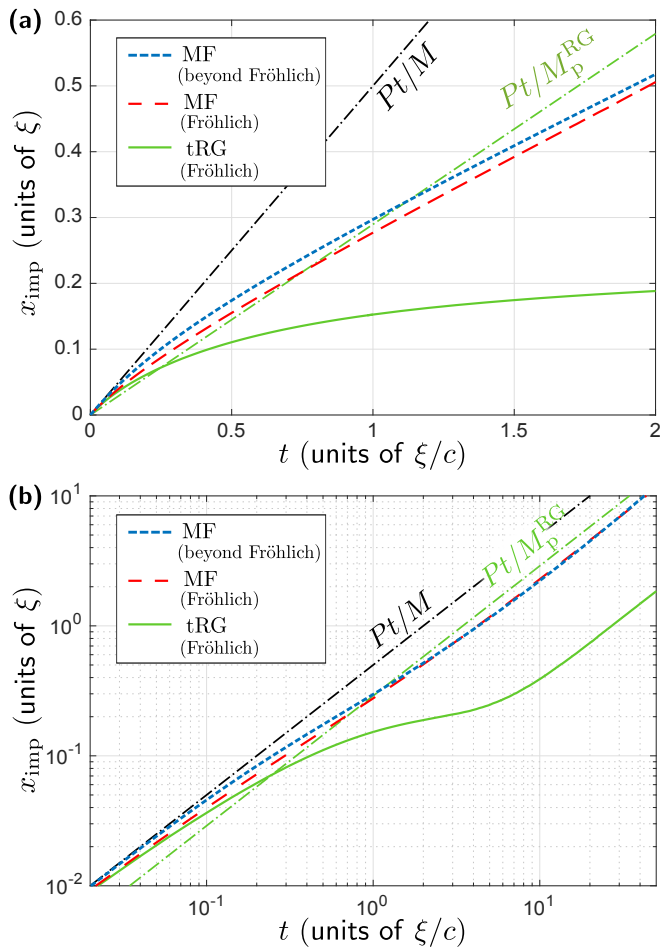 (a)
0.6
0.5
0.4
0.3
0.2
0.1
0
x_imp (units of ξ)
MF
(beyond Fröhlich)
MF
(Fröhlich)
tRG
(Fröhlich)
Pt/M
Pt/M_p^RG
0 0.5 1 1.5 2
t (units of ξ/c)
(b)
10^1
10^0
10^-1
10^-2
x_imp (units of ξ)
MF
(beyond Fröhlich)
MF
(Fröhlich)
tRG
(Fröhlich)
Pt/M
Pt/M_p^RG
10^-1 10^0 10^1
t (units of ξ/c)